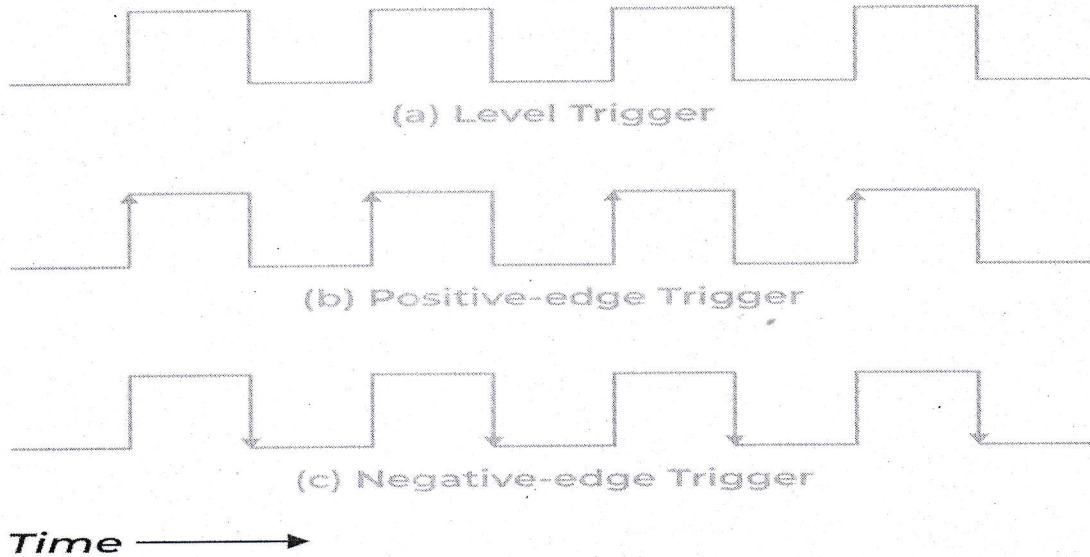 (a) Level Trigger
(b) Positive-edge Trigger
(c) Negative-edge Trigger
Time